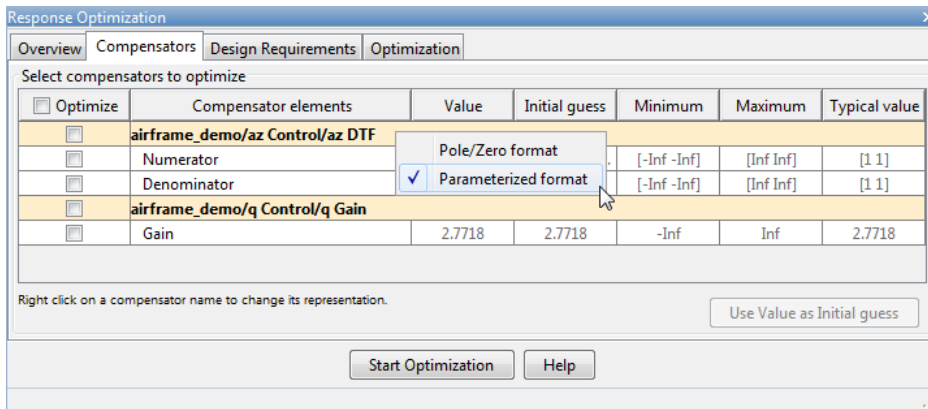 Response Optimization
Overview Compensators Design Requirements Optimization
Select compensators to optimize
Optimize Compensator elements Value Initial guess Minimum Maximum Typical value
airframe_demo/az Control/az DTF
Pole/Zero format
Numerator . [-Inf -Inf] [Inf Inf] [1 1]
Parameterized format
Denominator [-Inf -Inf] [Inf Inf] [1 1]
airframe_demo/q Control/q Gain
Gain 2.7718 2.7718 -Inf Inf 2.7718
Right click on a compensator name to change its representation.
Use Value as Initial guess
Start Optimization Help